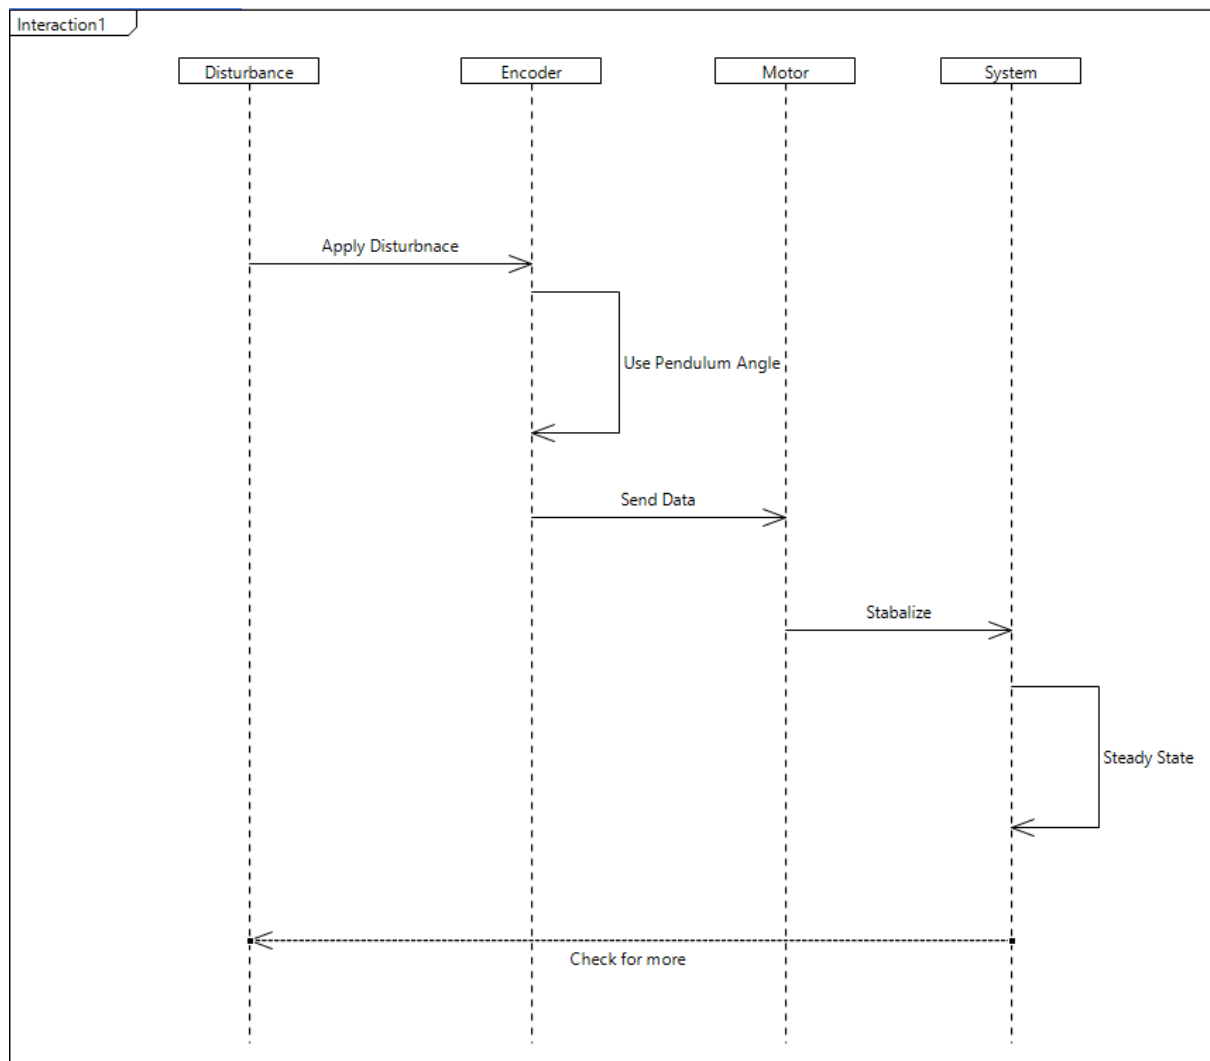 Interaction1
Disturbance
Encoder
Motor
System
Apply Disturbnace
Use Pendulum Angle
Send Data
Stabalize
Steady State
Check for more